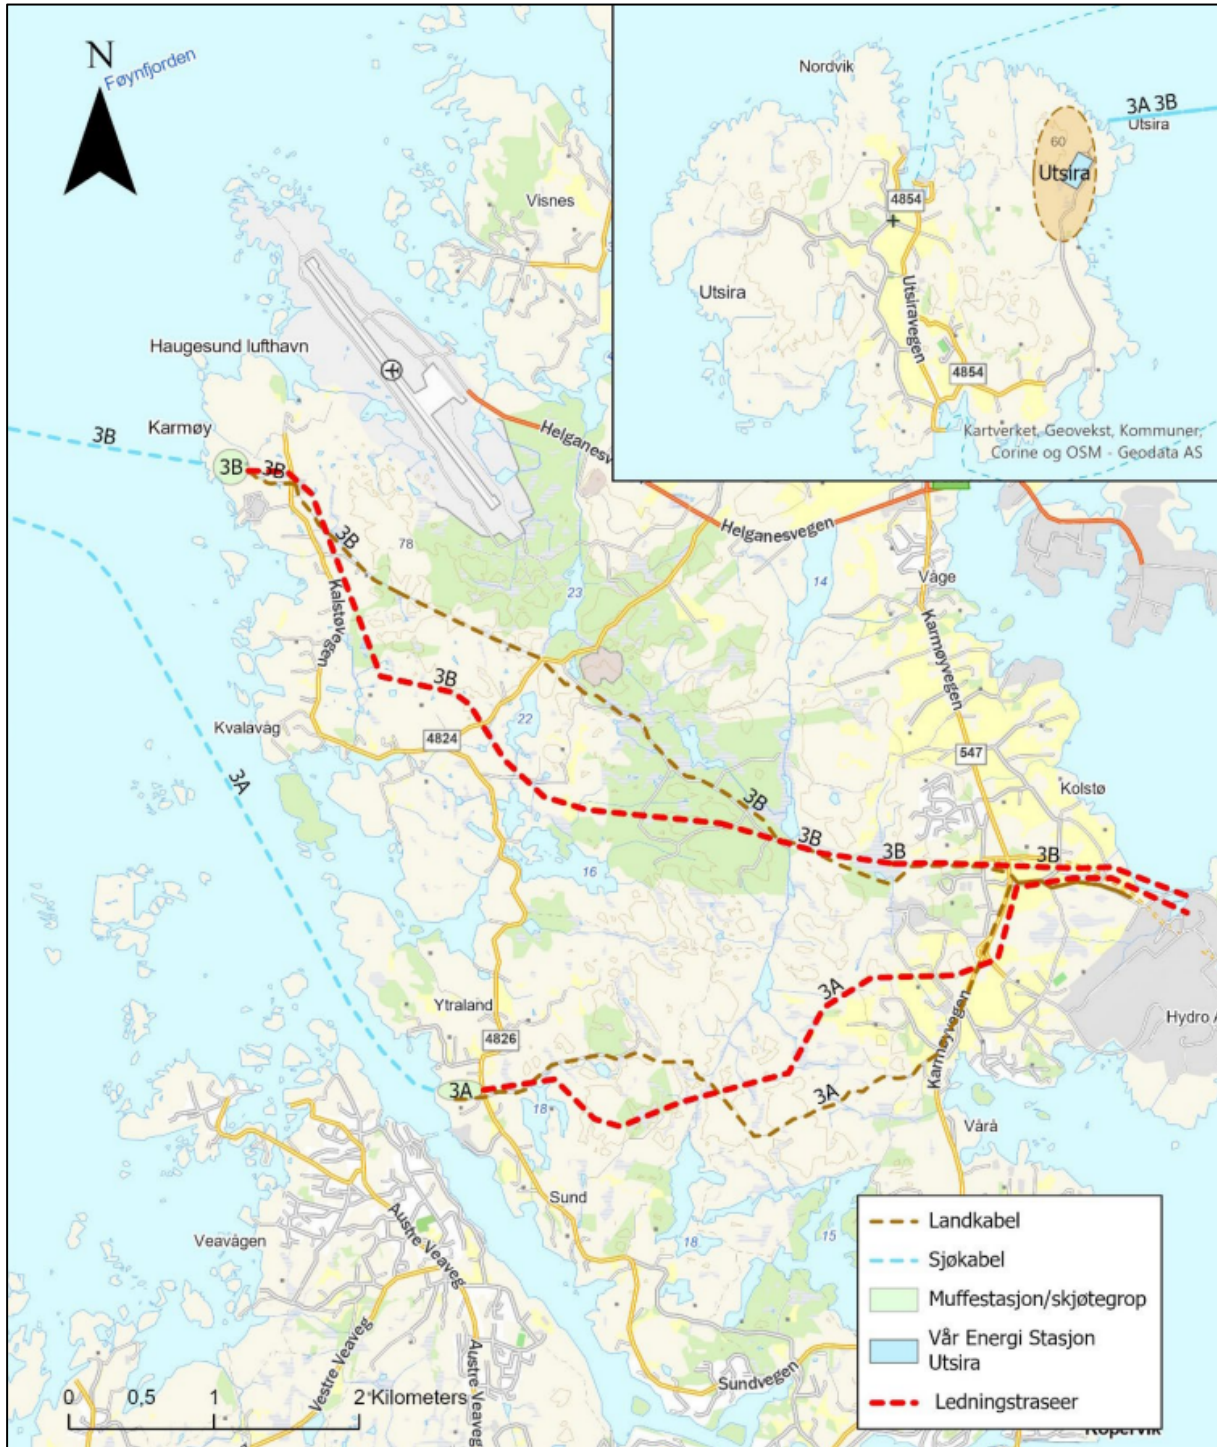 N
Føynfjorden
Nordvik
3A 3B
Utsira
60
Utsira
4854
Utsira
Utsiravegen
4854
Kartverket, Geovekst, Kommuner,
Corine og OSM - Geodata AS
Visnes
Haugesund lufthavn
Karmøy
3B
3B
3B
Helganesv
Helganesvegen
3B
78
14
23
Våge
Kalstøvegen
Karmøyvegen
3B
22
Kvalavåg
4824
547
3A
Kolstø
3B
3B
3B
3B
16
3A
Ytraland
4826
Hydro A
Karmøyvegen
3A
18
3A
Vårå
Sund
18
15
Veavågen
Austre Veaveg
Vestre Veaveg
Austre Veaveg
Sundvegen
Kopervik
Landkabel
Sjøkabel
Muffestasjon/skjøtegrop
Vår Energi Stasjon
Utsira
Ledningstraseer
0 0,5 1 2 Kilometers